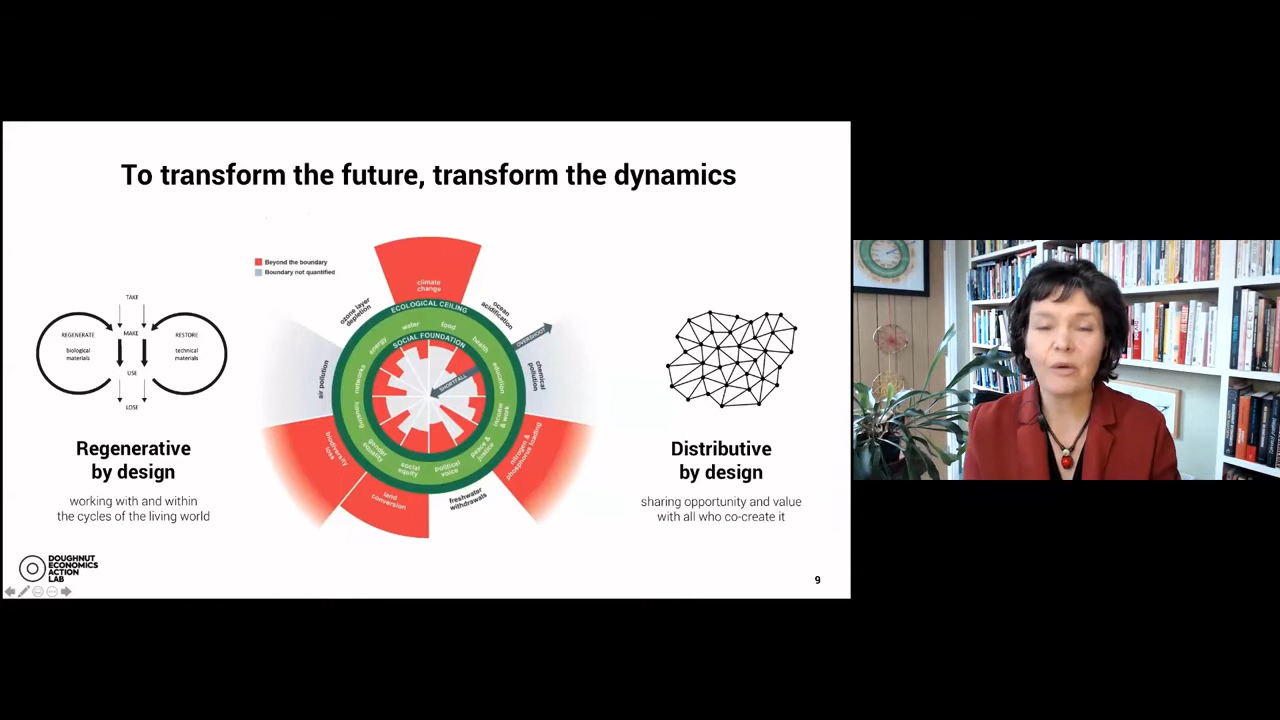 To transform the future, transform the dynamics
Beyond the boundary
Boundary not quantified
TAKE
REGENERATE
MAKE
RESTORE
biological
materials
technical
materials
USE
LOSE
Regenerative
by design
working with and within
the cycles of the living world
climate
change
ocean
acidification
chemical
pollution
nitrogen &
phosphorus loading
freshwater
withdrawals
land
conversion
biodiversity
loss
air pollution
ozone layer
depletion
ECOLOGICAL CEILING
OVERSHOOT
water
food
health
education
income
& work
peace &
justice
political
voice
social
equity
gender
equality
housing
networks
energy
SOCIAL FOUNDATION
SHORTFALL
Distributive
by design
sharing opportunity and value
with all who co-create it
DOUGHNUT
ECONOMICS
ACTION
LAB
9